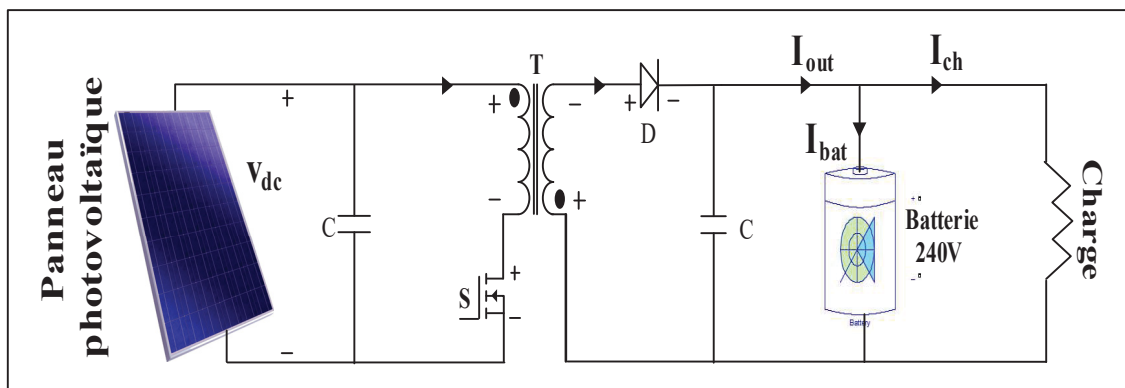 Panneau
photovoltaïque
V_dc
+
−
C
T
+
−
−
+
S
+
−
+
−
D
C
I_out
I_ch
I_bat
Batterie
240V
+
−
Battery
Charge